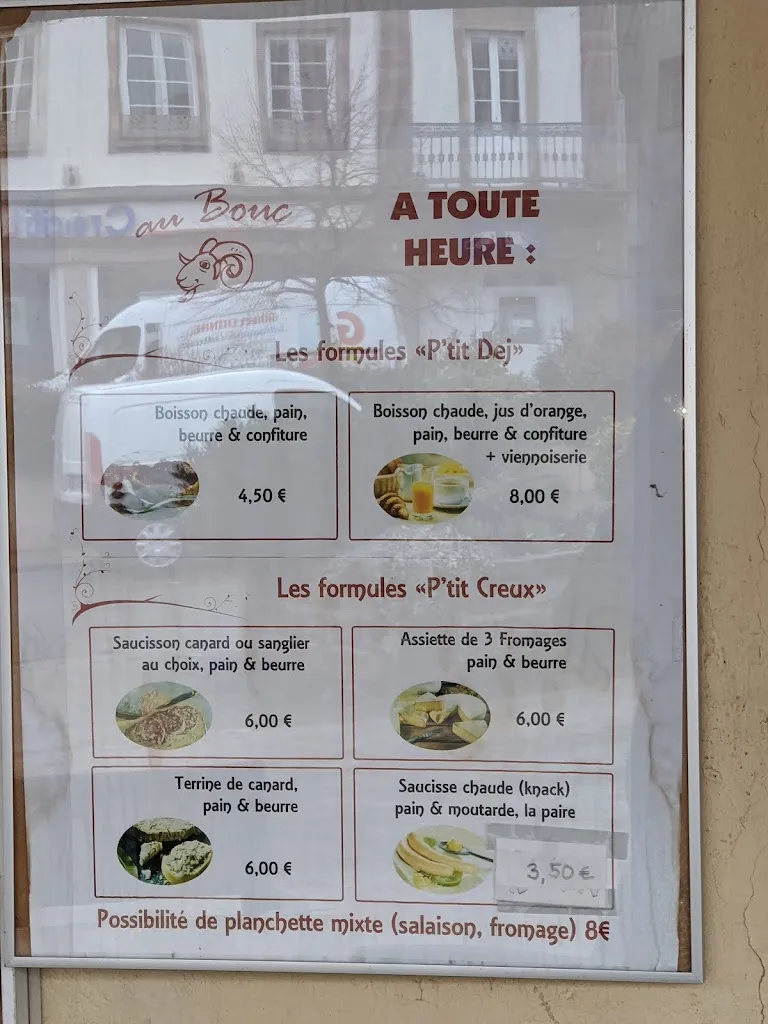 au Bouc
A TOUTE
HEURE :
Les formules «P'tit Dej»
Boisson chaude, pain,
beurre & confiture
4,50 €
Boisson chaude, jus d'orange,
pain, beurre & confiture
+ viennoiserie
8,00 €
Les formules «P'tit Creux»
Saucisson canard ou sanglier
au choix, pain & beurre
6,00 €
Assiette de 3 Fromages
pain & beurre
6,00 €
Terrine de canard,
pain & beurre
6,00 €
Saucisse chaude (knack)
pain & moutarde, la paire
3,50 €
Possibilité de planchette mixte (salaison, fromage) 8€